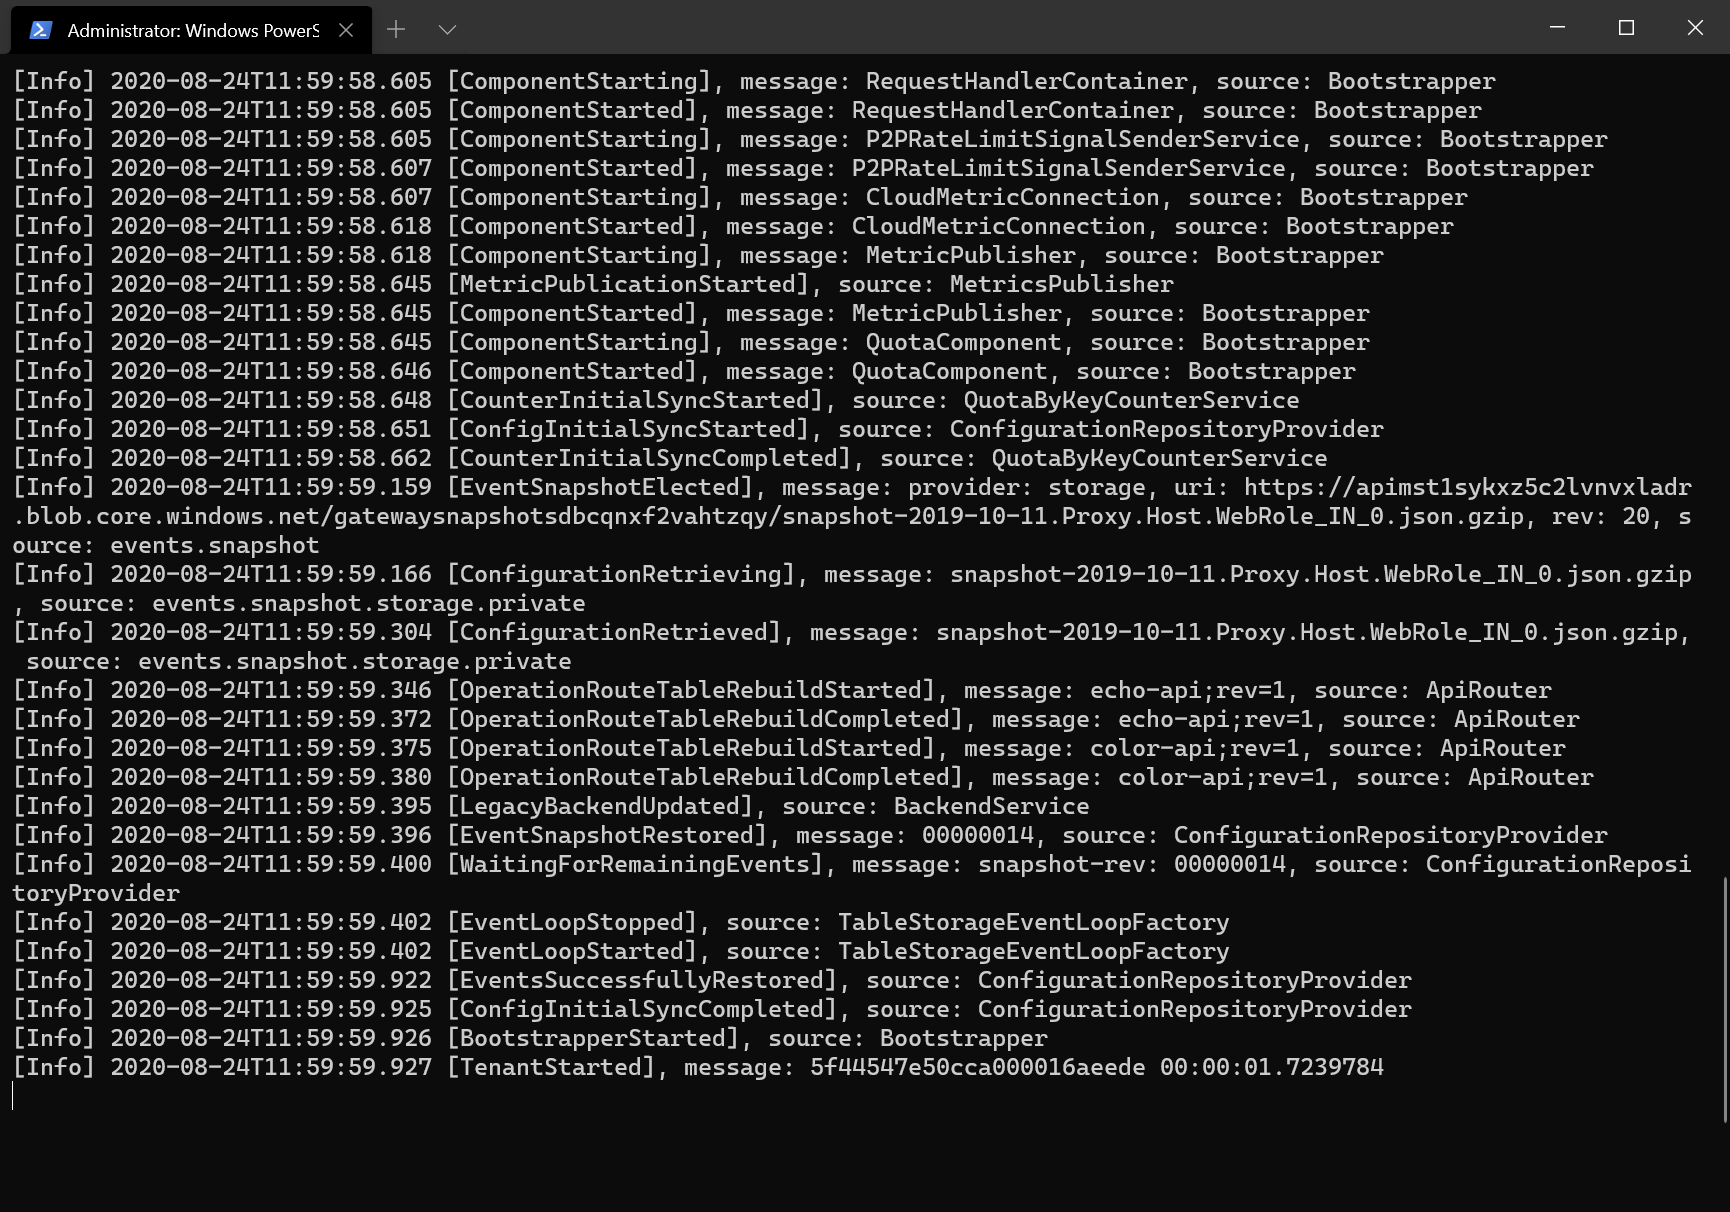 Administrator: Windows PowerS
[Info] 2020-08-24T11:59:58.605 [ComponentStarting], message: RequestHandlerContainer, source: Bootstrapper
[Info] 2020-08-24T11:59:58.605 [ComponentStarted], message: RequestHandlerContainer, source: Bootstrapper
[Info] 2020-08-24T11:59:58.605 [ComponentStarting], message: P2PRateLimitSignalSenderService, source: Bootstrapper
[Info] 2020-08-24T11:59:58.607 [ComponentStarted], message: P2PRateLimitSignalSenderService, source: Bootstrapper
[Info] 2020-08-24T11:59:58.607 [ComponentStarting], message: CloudMetricConnection, source: Bootstrapper
[Info] 2020-08-24T11:59:58.618 [ComponentStarted], message: CloudMetricConnection, source: Bootstrapper
[Info] 2020-08-24T11:59:58.618 [ComponentStarting], message: MetricPublisher, source: Bootstrapper
[Info] 2020-08-24T11:59:58.645 [MetricPublicationStarted], source: MetricsPublisher
[Info] 2020-08-24T11:59:58.645 [ComponentStarted], message: MetricPublisher, source: Bootstrapper
[Info] 2020-08-24T11:59:58.645 [ComponentStarting], message: QuotaComponent, source: Bootstrapper
[Info] 2020-08-24T11:59:58.646 [ComponentStarted], message: QuotaComponent, source: Bootstrapper
[Info] 2020-08-24T11:59:58.648 [CounterInitialSyncStarted], source: QuotaByKeyCounterService
[Info] 2020-08-24T11:59:58.651 [ConfigInitialSyncStarted], source: ConfigurationRepositoryProvider
[Info] 2020-08-24T11:59:58.662 [CounterInitialSyncCompleted], source: QuotaByKeyCounterService
[Info] 2020-08-24T11:59:59.159 [EventSnapshotElected], message: provider: storage, uri: https://apimst1sykxz5c2lvnvxladr
.blob.core.windows.net/gatewaysnapshotsdbcqnxf2vahtzqy/snapshot-2019-10-11.Proxy.Host.WebRole_IN_0.json.gzip, rev: 20, s
ource: events.snapshot
[Info] 2020-08-24T11:59:59.166 [ConfigurationRetrieving], message: snapshot-2019-10-11.Proxy.Host.WebRole_IN_0.json.gzip
, source: events.snapshot.storage.private
[Info] 2020-08-24T11:59:59.304 [ConfigurationRetrieved], message: snapshot-2019-10-11.Proxy.Host.WebRole_IN_0.json.gzip,
source: events.snapshot.storage.private
[Info] 2020-08-24T11:59:59.346 [OperationRouteTableRebuildStarted], message: echo-api;rev=1, source: ApiRouter
[Info] 2020-08-24T11:59:59.372 [OperationRouteTableRebuildCompleted], message: echo-api;rev=1, source: ApiRouter
[Info] 2020-08-24T11:59:59.375 [OperationRouteTableRebuildStarted], message: color-api;rev=1, source: ApiRouter
[Info] 2020-08-24T11:59:59.380 [OperationRouteTableRebuildCompleted], message: color-api;rev=1, source: ApiRouter
[Info] 2020-08-24T11:59:59.395 [LegacyBackendUpdated], source: BackendService
[Info] 2020-08-24T11:59:59.396 [EventSnapshotRestored], message: 00000014, source: ConfigurationRepositoryProvider
[Info] 2020-08-24T11:59:59.400 [WaitingForRemainingEvents], message: snapshot-rev: 00000014, source: ConfigurationReposi
toryProvider
[Info] 2020-08-24T11:59:59.402 [EventLoopStopped], source: TableStorageEventLoopFactory
[Info] 2020-08-24T11:59:59.402 [EventLoopStarted], source: TableStorageEventLoopFactory
[Info] 2020-08-24T11:59:59.922 [EventsSuccessfullyRestored], source: ConfigurationRepositoryProvider
[Info] 2020-08-24T11:59:59.925 [ConfigInitialSyncCompleted], source: ConfigurationRepositoryProvider
[Info] 2020-08-24T11:59:59.926 [BootstrapperStarted], source: Bootstrapper
[Info] 2020-08-24T11:59:59.927 [TenantStarted], message: 5f44547e50cca000016aeede 00:00:01.7239784